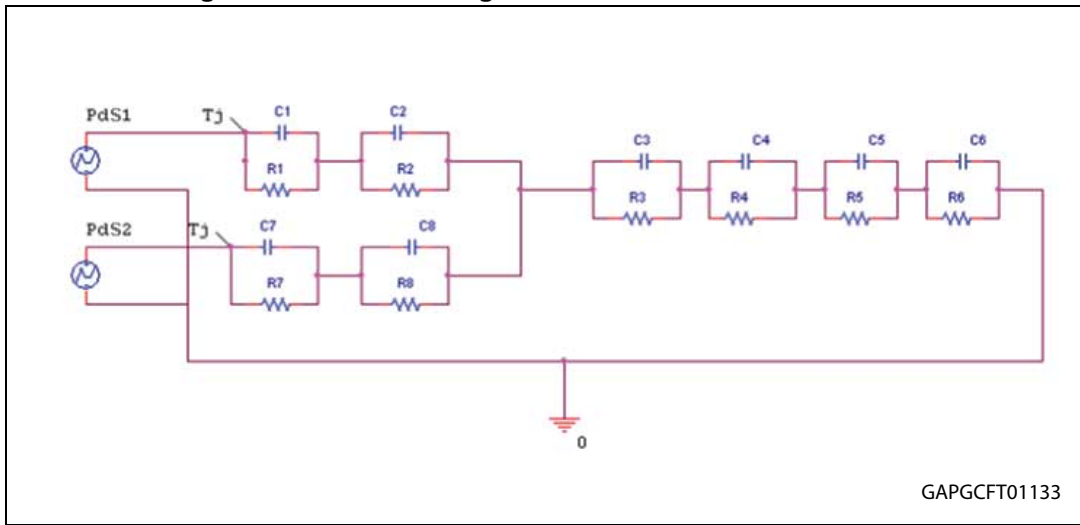 PdS1
Tj
C1
C2
R1
R2
C3
C4
C5
C6
R3
R4
R5
R6
PdS2
Tj
C7
C8
R7
R8
0
GAPGCFT01133